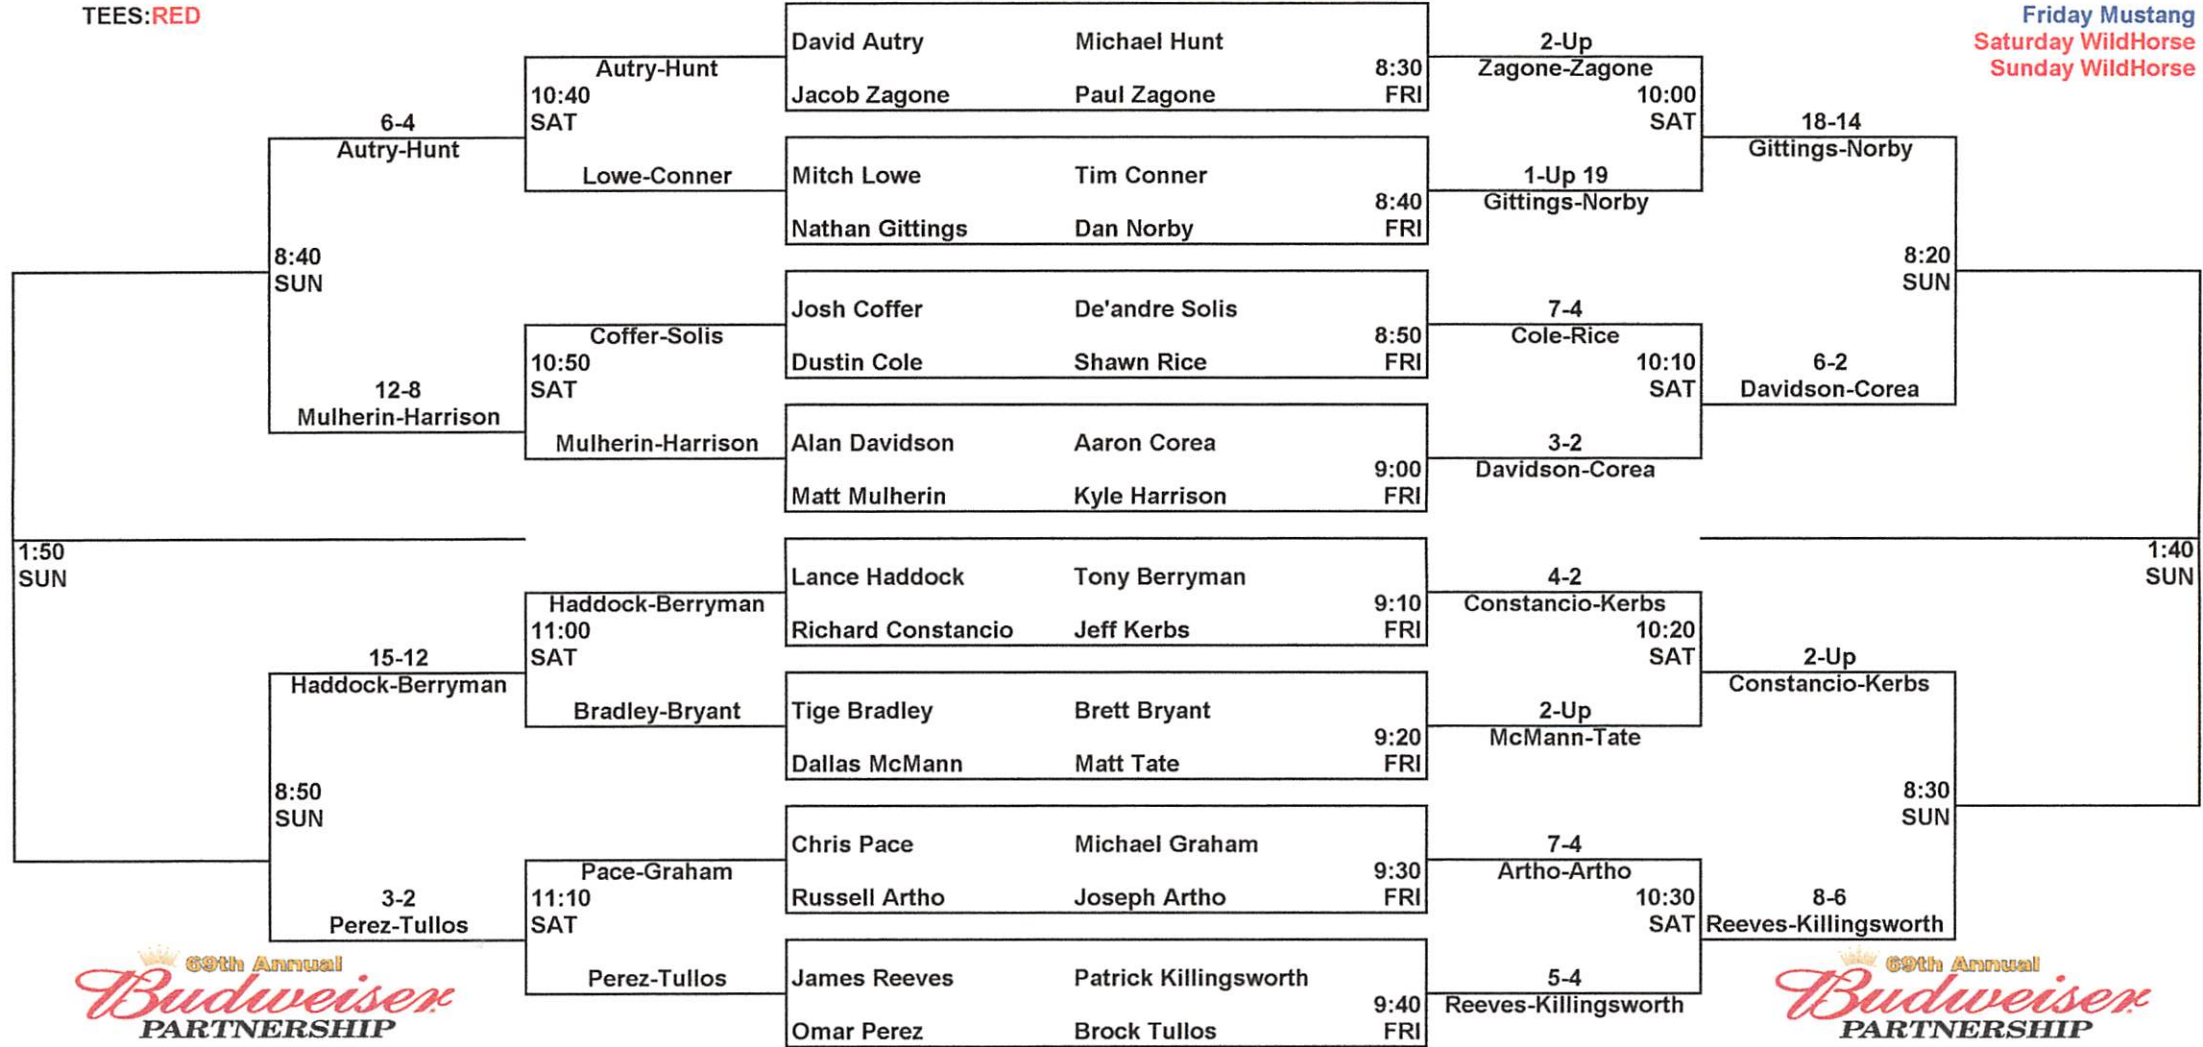 TEES:RED
Friday Mustang
Saturday WildHorse
Sunday WildHorse
David Autry Michael Hunt
8:30
Jacob Zagone Paul Zagone FRI
Mitch Lowe Tim Conner
8:40
Nathan Gittings Dan Norby FRI
Josh Coffer De'andre Solis
8:50
Dustin Cole Shawn Rice FRI
Alan Davidson Aaron Corea
9:00
Matt Mulherin Kyle Harrison FRI
Lance Haddock Tony Berryman
9:10
Richard Constancio Jeff Kerbs FRI
Tige Bradley Brett Bryant
9:20
Dallas McMann Matt Tate FRI
Chris Pace Michael Graham
9:30
Russell Artho Joseph Artho FRI
James Reeves Patrick Killingsworth
9:40
Omar Perez Brock Tullos FRI
Autry-Hunt
10:40
SAT
Lowe-Conner
Coffer-Solis
10:50
SAT
Mulherin-Harrison
Haddock-Berryman
11:00
SAT
Bradley-Bryant
Pace-Graham
11:10
SAT
Perez-Tullos
6-4
Autry-Hunt
8:40
SUN
12-8
Mulherin-Harrison
15-12
Haddock-Berryman
8:50
SUN
3-2
Perez-Tullos
1:50
SUN
2-Up
Zagone-Zagone
10:00
SAT
1-Up 19
Gittings-Norby
7-4
Cole-Rice
10:10
SAT
3-2
Davidson-Corea
4-2
Constancio-Kerbs
10:20
SAT
2-Up
McMann-Tate
7-4
Artho-Artho
10:30
SAT
5-4
Reeves-Killingsworth
18-14
Gittings-Norby
8:20
SUN
6-2
Davidson-Corea
2-Up
Constancio-Kerbs
8:30
SUN
8-6
Reeves-Killingsworth
1:40
SUN
69th Annual
Budweiser
PARTNERSHIP
69th Annual
Budweiser
PARTNERSHIP